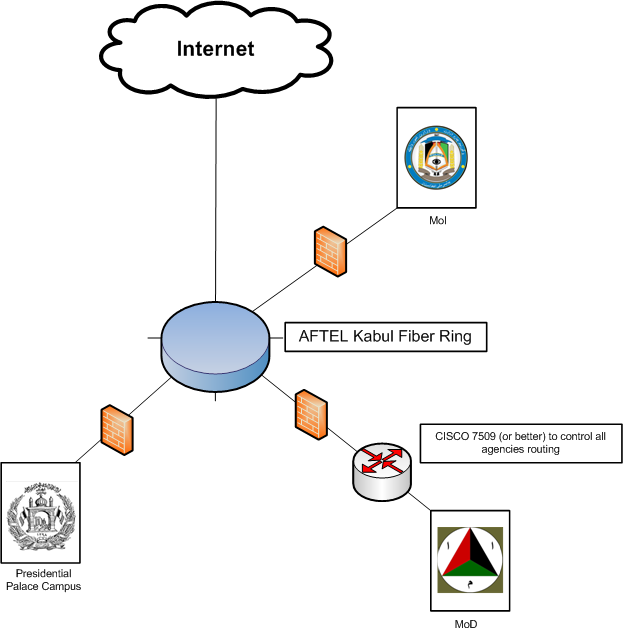 Internet
MoI
AFTEL Kabul Fiber Ring
CISCO 7509 (or better) to control all
agencies routing
Presidential
Palace Campus
ا ا
م
MoD